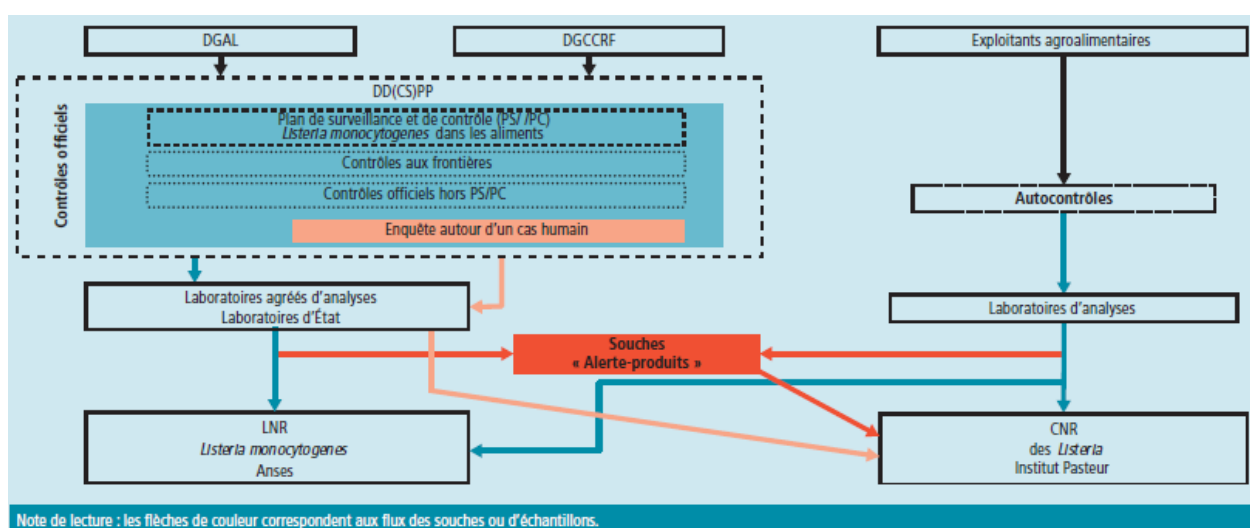 DGAL
DGCCRF
Exploitants agroalimentaires
DD(CS)PP
Contrôles officiels
Plan de surveillance et de contrôle (PS/ /PC)
Listeria monocytogenes dans les aliments
Contrôles aux frontières
Contrôles officiels hors PS/PC
Enquête autour d'un cas humain
Autocontrôles
Laboratoires agréés d'analyses
Laboratoires d'État
Laboratoires d'analyses
Souches
« Alerte-produits »
LNR
Listeria monocytogenes
Anses
CNR
des Listeria
Institut Pasteur
Note de lecture : les flèches de couleur correspondent aux flux des souches ou d'échantillons.